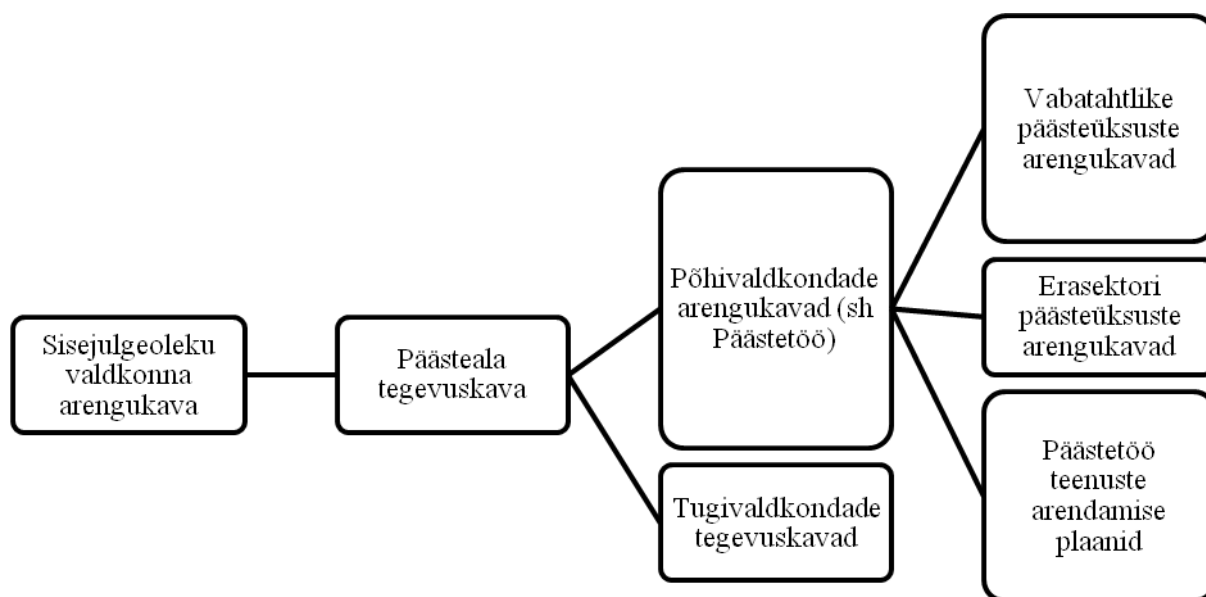 Sisejulgeoleku
valdkonna
arengukava
Päästeala
tegevuskava
Põhivaldkondade
arengukavad (sh
Päästetöö)
Tugivaldkondade
tegevuskavad
Vabatahtlike
päästeüksuste
arengukavad
Erasektori
päästeüksuste
arengukavad
Päästetöö
teenuste
arendamise
plaanid